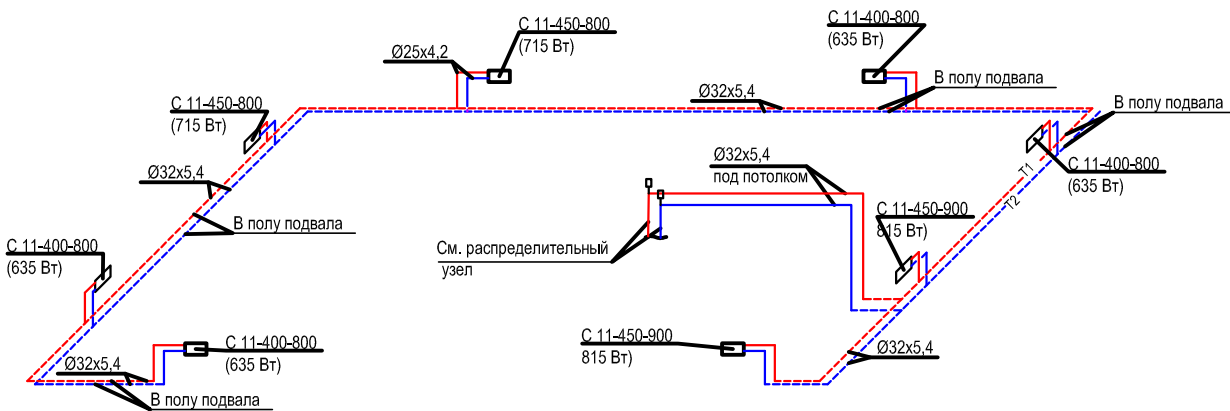 С 11-450-800
(715 Вт)
С 11-400-800
(635 Вт)
Ø25х4,2
В полу подвала
Ø32х5,4
В полу подвала
С 11-450-800
(715 Вт)
Ø32х5,4
под потолком
С 11-400-800
(635 Вт)
Т1
Т2
Ø32х5,4
В полу подвала
С 11-450-900
815 Вт)
С 11-400-800
(635 Вт)
См. распределительный
узел
С 11-400-800
(635 Вт)
С 11-450-900
815 Вт)
Ø32х5,4
Ø32х5,4
В полу подвала